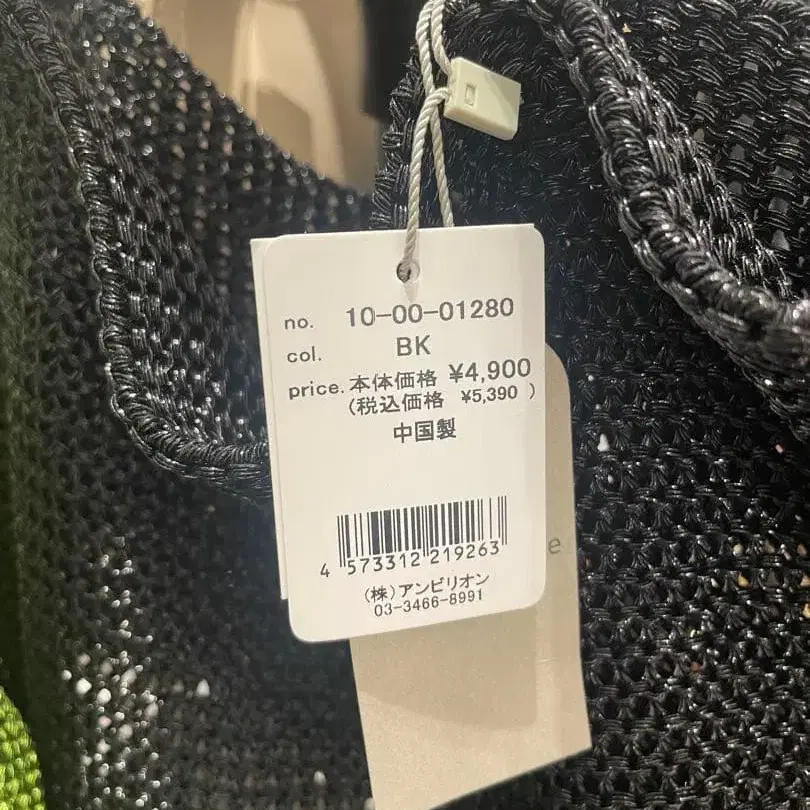 no. 10-00-01280
col. BK
price. 本体価格 ¥4,900
(税込価格 ¥5,390 )
中国製
4 573312 219263
(株)アンビリオン
03-3466-8991
e